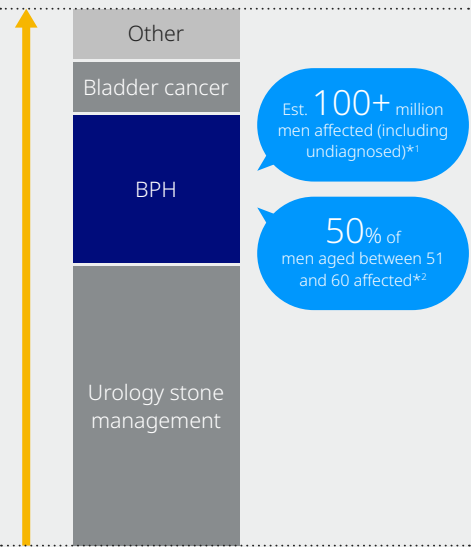 Other
Bladder cancer
BPH
Urology stone
management
Est. 100+ million
men affected (including
undiagnosed)*1
50% of
men aged between 51
and 60 affected*2